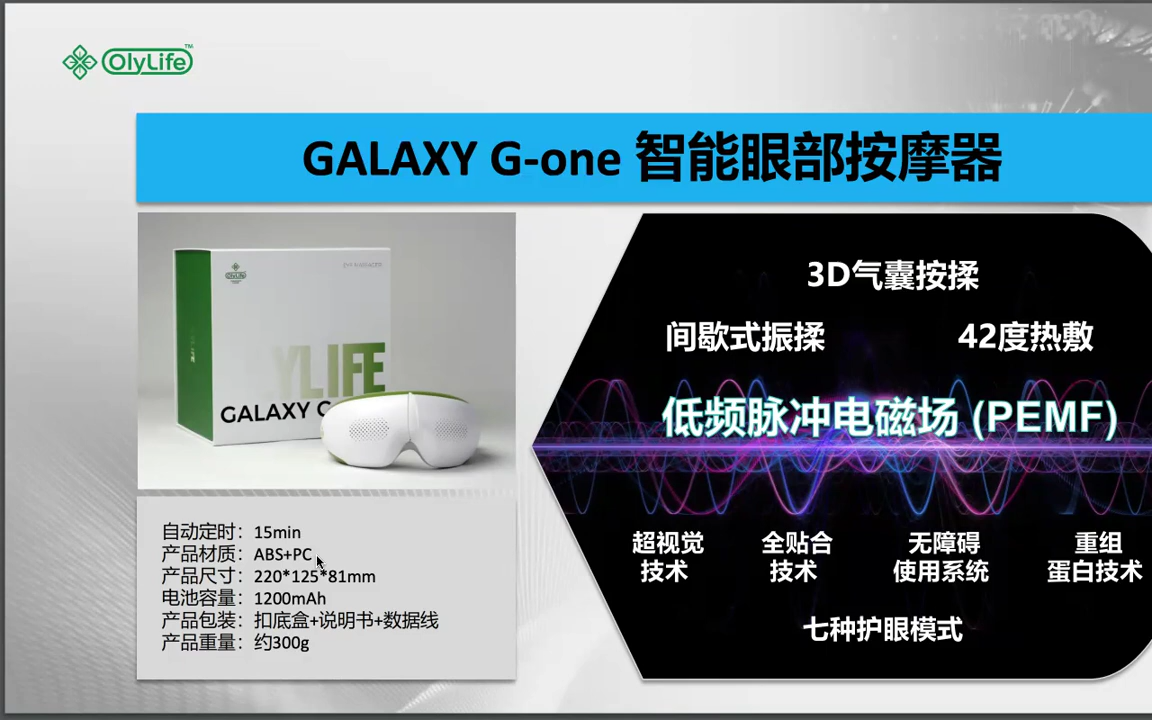 OlyLife™
GALAXY G-one 智能眼部按摩器
OlyLife
YLIFE
GALAXY G
3D气囊按揉
间歇式振揉 42度热敷
低频脉冲电磁场 (PEMF)
超视觉 全贴合 无障碍 重组
技术 技术 使用系统 蛋白技术
七种护眼模式
自动定时：15min
产品材质：ABS+PC
产品尺寸：220*125*81mm
电池容量：1200mAh
产品包装：扣底盒+说明书+数据线
产品重量：约300g